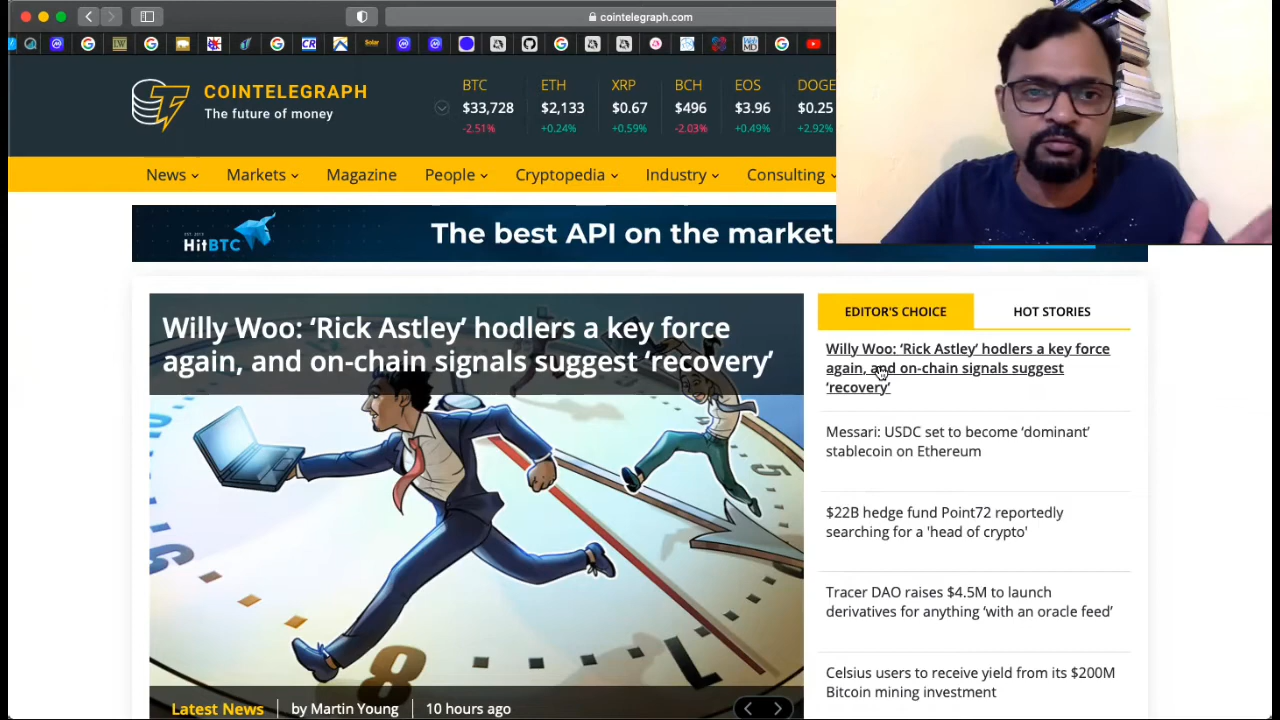 cointelegraph.com
LW
CR
Solar
WEB MD
COINTELEGRAPH
The future of money
BTC ETH XRP BCH EOS DOGE
$33,728 $2,133 $0.67 $496 $3.96 $0.25
-2.51% +0.24% +0.59% -2.03% +0.49% +2.92%
News Markets Magazine People Cryptopedia Industry Consulting
HitBTC
The best API on the market
Willy Woo: ‘Rick Astley’ hodlers a key force
again, and on-chain signals suggest ‘recovery’
8
5
Latest News by Martin Young 10 hours ago
EDITOR'S CHOICE HOT STORIES
Willy Woo: ‘Rick Astley’ hodlers a key force
again, and on-chain signals suggest
‘recovery’
Messari: USDC set to become ‘dominant’
stablecoin on Ethereum
$22B hedge fund Point72 reportedly
searching for a 'head of crypto'
Tracer DAO raises $4.5M to launch
derivatives for anything ‘with an oracle feed’
Celsius users to receive yield from its $200M
Bitcoin mining investment